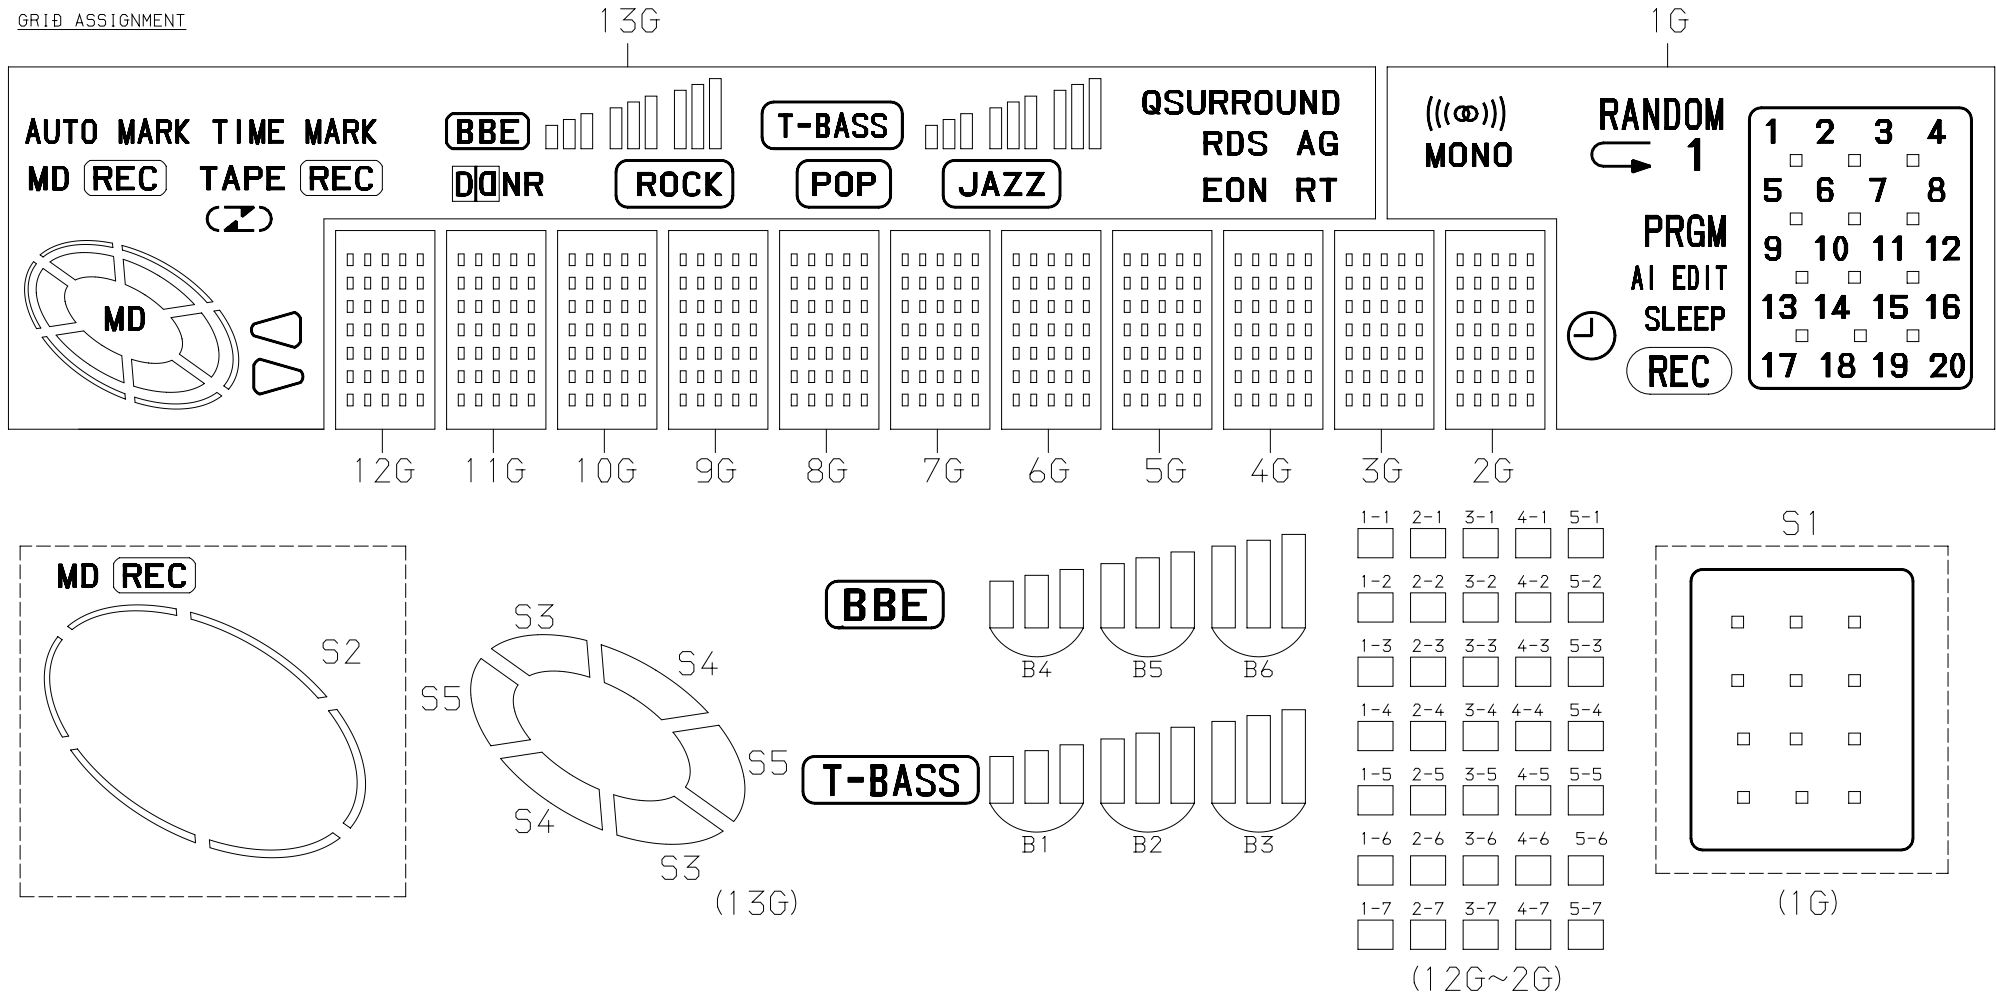 GRID ASSIGNMENT
13G 1G
AUTO MARK TIME MARK BBE T-BASS QSURROUND
RDS AG
MD REC TAPE REC DDNR ROCK POP JAZZ
EON RT
MONO
RANDOM
1
PRGM
AI EDIT
SLEEP
REC
1 2 3 4
5 6 7 8
9 10 11 12
13 14 15 16
17 18 19 20
MD
12G 11G 10G 9G 8G 7G 6G 5G 4G 3G 2G
MD REC
S2
S3
S4
S5
S5
S4
S3
(13G)
BBE
B4 B5 B6
T-BASS
B1 B2 B3
1-1 2-1 3-1 4-1 5-1
1-2 2-2 3-2 4-2 5-2
1-3 2-3 3-3 4-3 5-3
1-4 2-4 3-4 4-4 5-4
1-5 2-5 3-5 4-5 5-5
1-6 2-6 3-6 4-6 5-6
1-7 2-7 3-7 4-7 5-7
(12G~2G)
S1
(1G)